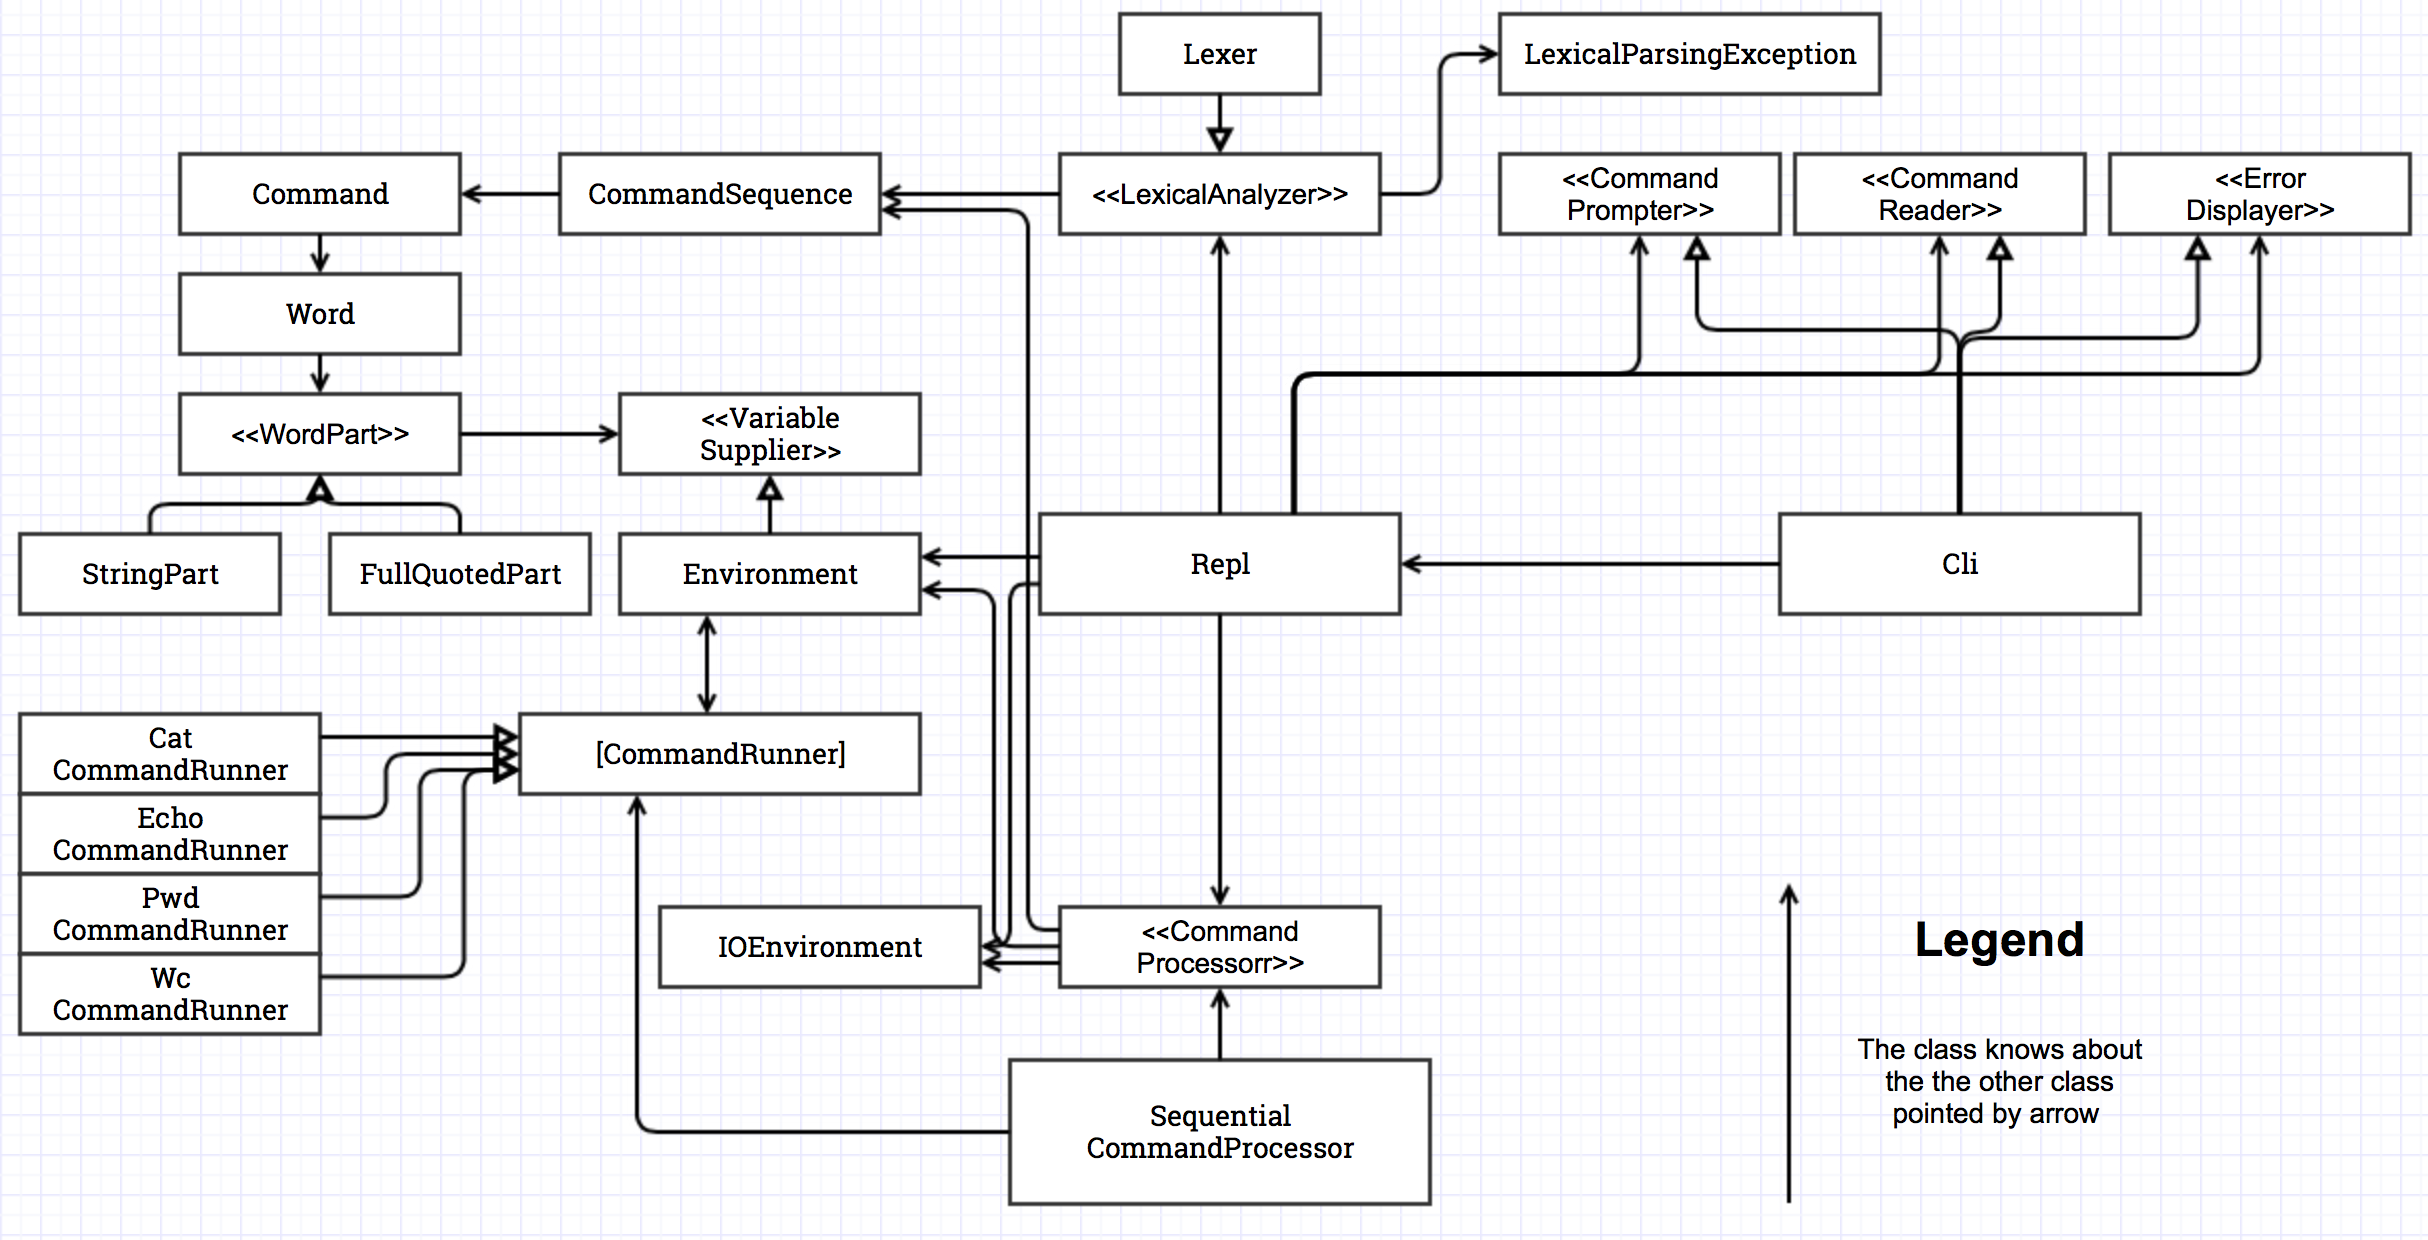 Lexer
LexicalParsingException
Command
CommandSequence
<<LexicalAnalyzer>>
<<Command
Prompter>>
<<Command
Reader>>
<<Error
Displayer>>
Word
<<WordPart>>
<<Variable
Supplier>>
StringPart
FullQuotedPart
Environment
Repl
Cli
Cat
CommandRunner
[CommandRunner]
Echo
CommandRunner
Pwd
CommandRunner
Wc
CommandRunner
IOEnvironment
<<Command
Processorr>>
Sequential
CommandProcessor
Legend
The class knows about
the the other class
pointed by arrow